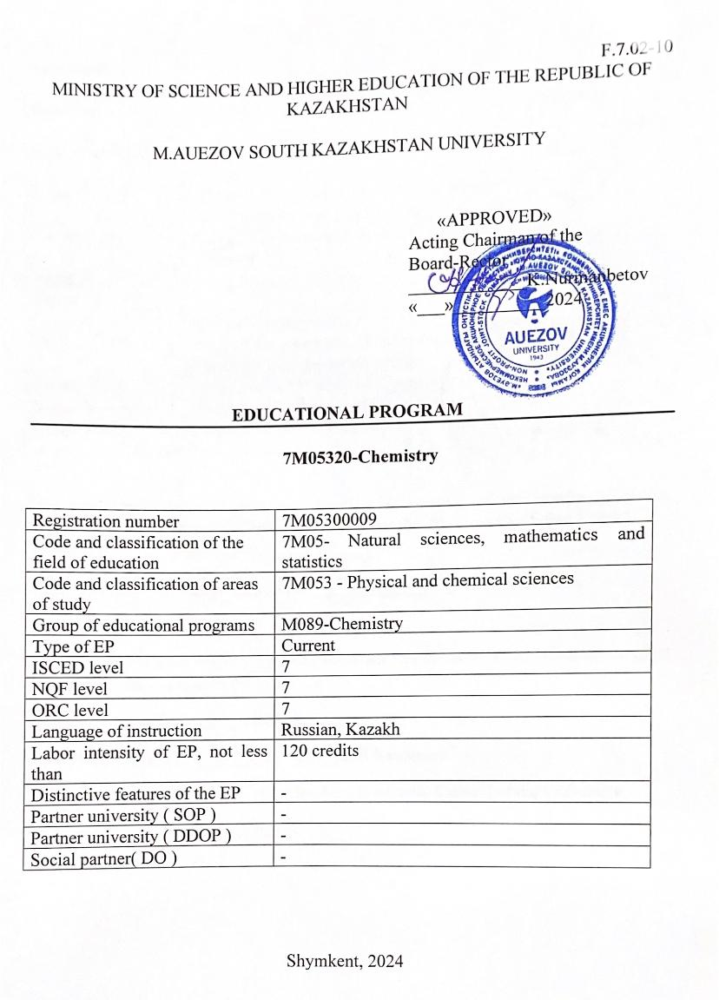 F.7.02-10
MINISTRY OF SCIENCE AND HIGHER EDUCATION OF THE REPUBLIC OF
KAZAKHSTAN
M.AUEZOV SOUTH KAZAKHSTAN UNIVERSITY
«APPROVED»
Acting Chairman of the
Board-Rector
K.Nurmanbetov
«___» 2024
AUEZOV
UNIVERSITY
1943
EDUCATIONAL PROGRAM
7M05320-Chemistry
Registration number 7M05300009
Code and classification of the 7M05- Natural sciences, mathematics and
field of education statistics
Code and classification of areas 7M053 - Physical and chemical sciences
of study
Group of educational programs M089-Chemistry
Type of EP Current
ISCED level 7
NQF level 7
ORC level 7
Language of instruction Russian, Kazakh
Labor intensity of EP, not less 120 credits
than
Distinctive features of the EP -
Partner university ( SOP ) -
Partner university ( DDOP ) -
Social partner( DO ) -
Shymkent, 2024